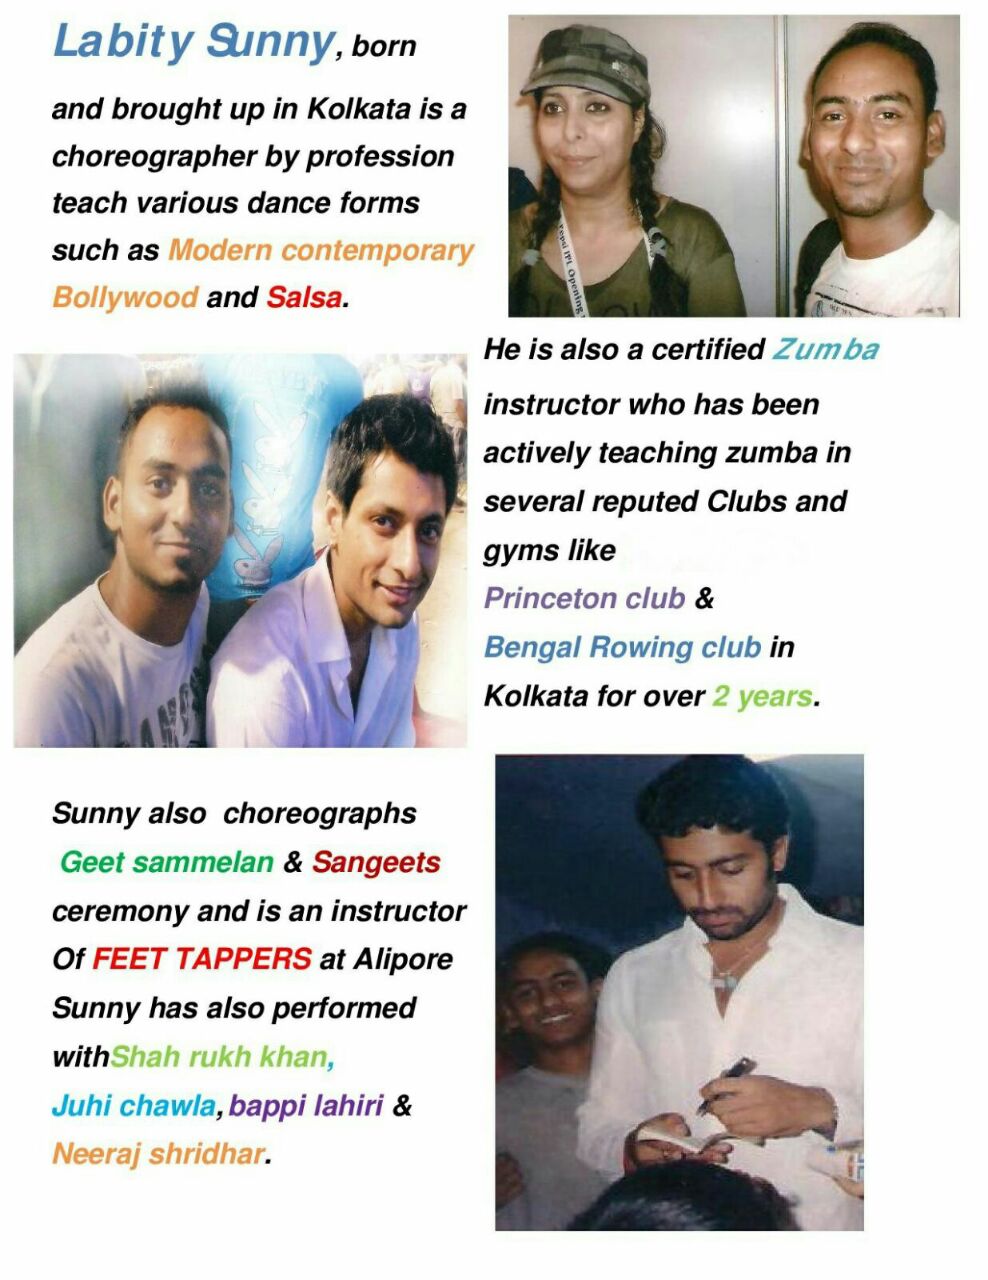 Labity Sunny, born
and brought up in Kolkata is a
choreographer by profession
teach various dance forms
such as Modern contemporary
Bollywood and Salsa.
Pepsi IPL Opening
He is also a certified Zumba
instructor who has been
actively teaching zumba in
several reputed Clubs and
gyms like
Princeton club &
Bengal Rowing club in
Kolkata for over 2 years.
Sunny also choreographs
Geet sammelan & Sangeets
ceremony and is an instructor
Of FEET TAPPERS at Alipore
Sunny has also performed
withShah rukh khan,
Juhi chawla, bappi lahiri &
Neeraj shridhar.